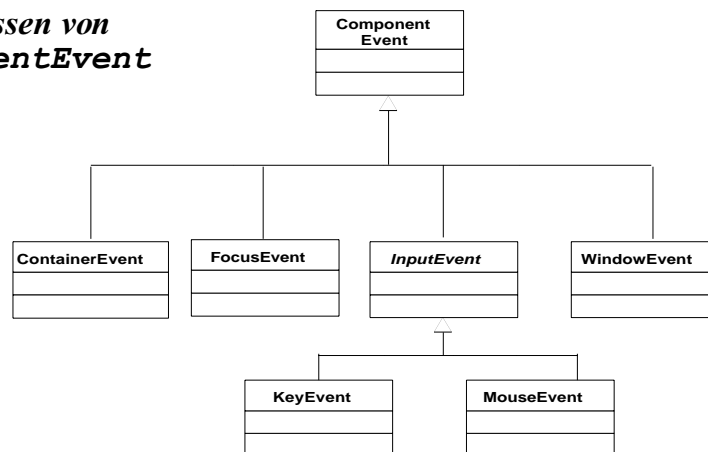 ssen von
entEvent
Component
Event
ContainerEvent
FocusEvent
InputEvent
WindowEvent
KeyEvent
MouseEvent